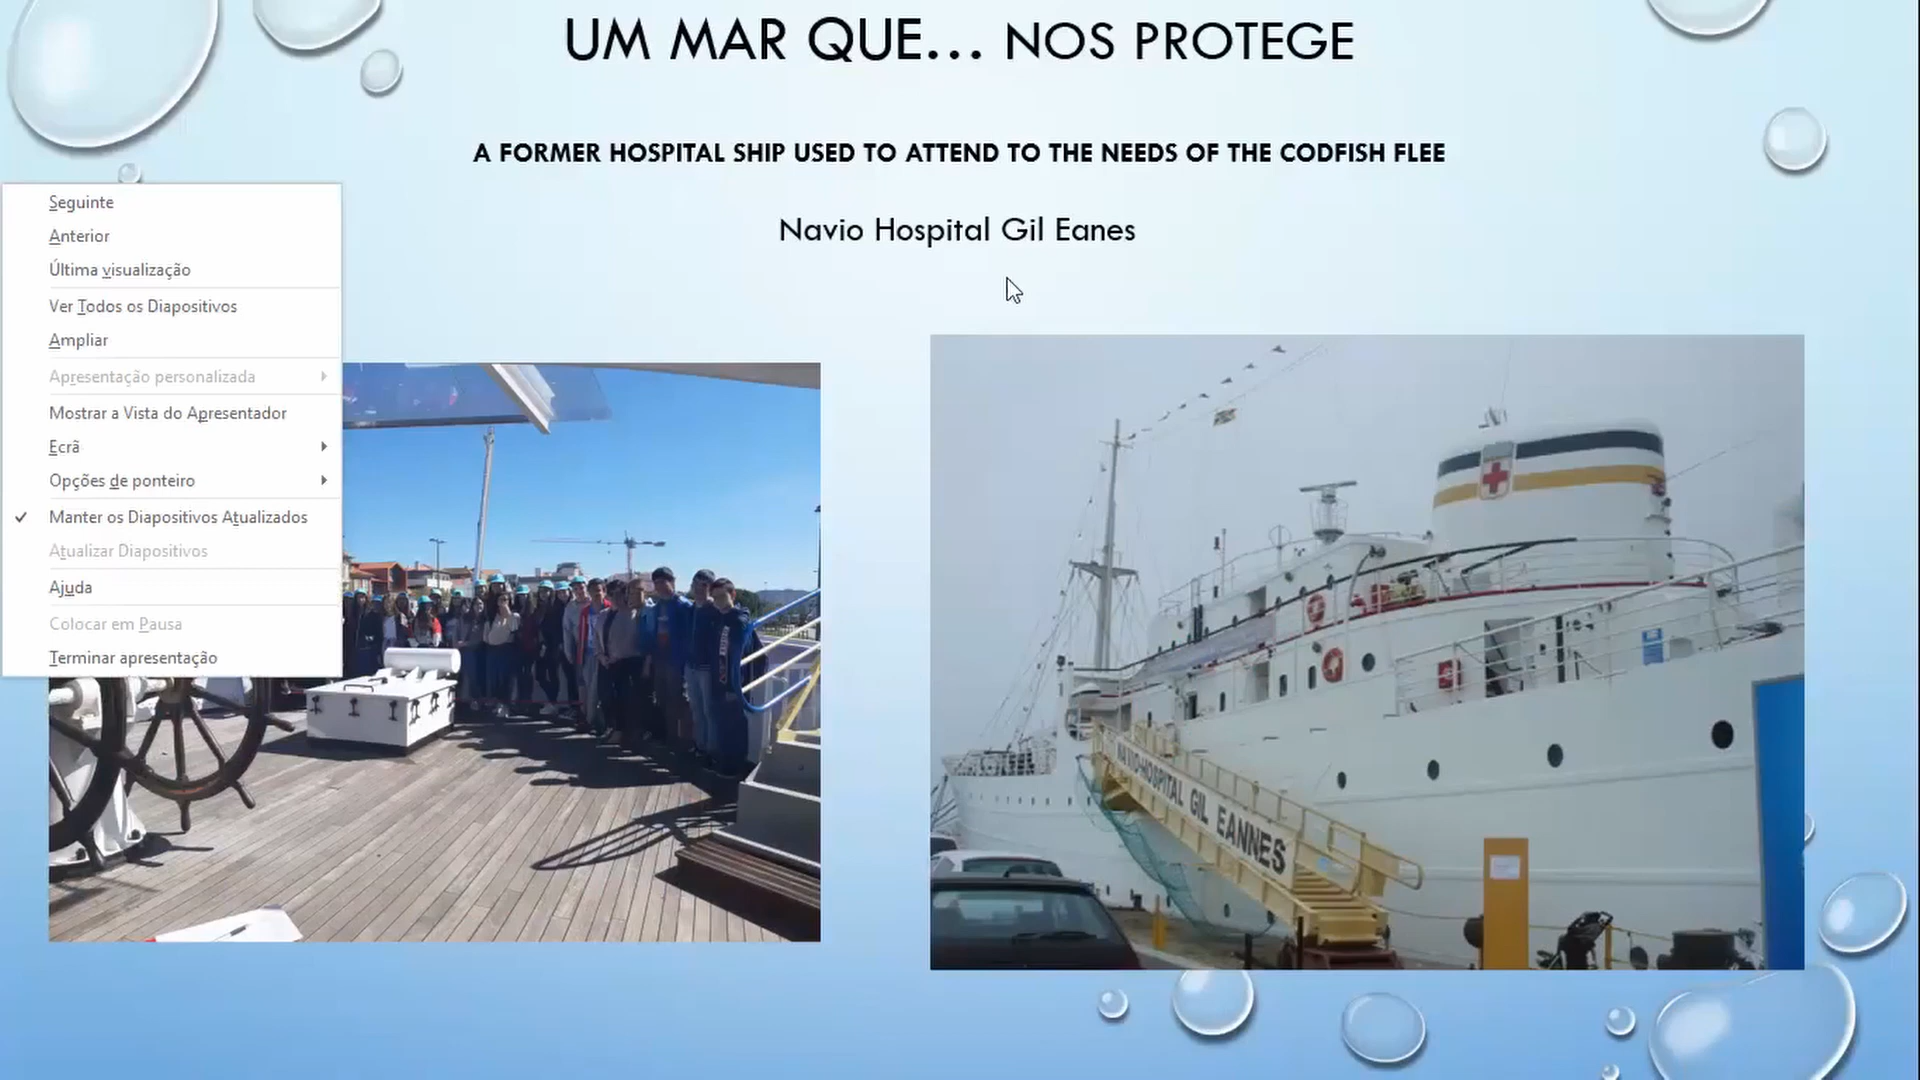 UM MAR QUE... NOS PROTEGE
A FORMER HOSPITAL SHIP USED TO ATTEND TO THE NEEDS OF THE CODFISH FLEE
Navio Hospital Gil Eanes
Seguinte
Anterior
Última visualização
Ver Todos os Diapositivos
Ampliar
Apresentação personalizada
Mostrar a Vista do Apresentador
Ecrã
Opções de ponteiro
Manter os Diapositivos Atualizados
Atualizar Diapositivos
Ajuda
Colocar em Pausa
Terminar apresentação
NAVIO-HOSPITAL GIL EANNES